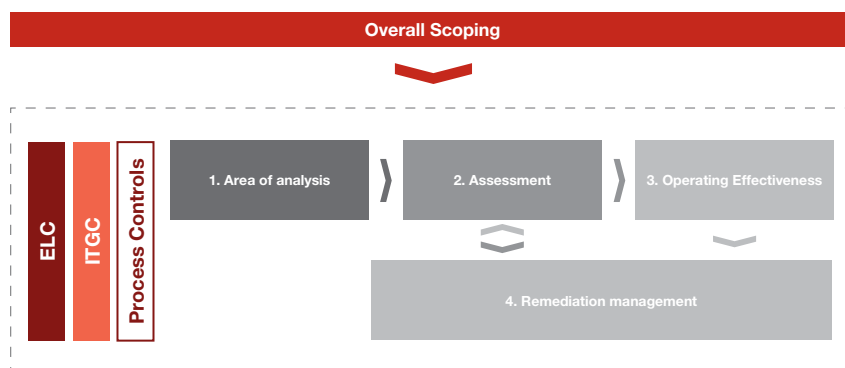 Overall Scoping
ELC
ITGC
Process Controls
1. Area of analysis
2. Assessment
3. Operating Effectiveness
4. Remediation management